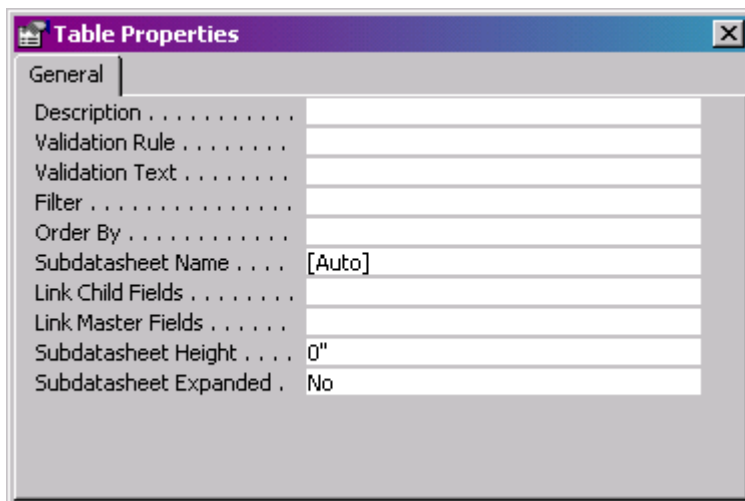 Table Properties
General
Description . . . . . . . . . . .
Validation Rule . . . . . . . .
Validation Text . . . . . . . .
Filter . . . . . . . . . . . . . . .
Order By . . . . . . . . . . . .
Subdatasheet Name . . . . [Auto]
Link Child Fields . . . . . . . .
Link Master Fields . . . . . .
Subdatasheet Height . . . . 0"
Subdatasheet Expanded . No